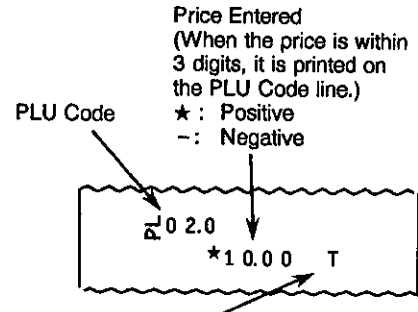 Price Entered
(When the price is within
3 digits, it is printed on
the PLU Code line.)
★ : Positive
– : Negative
PLU Code
PL 0 2.0
★1 0.0 0 T